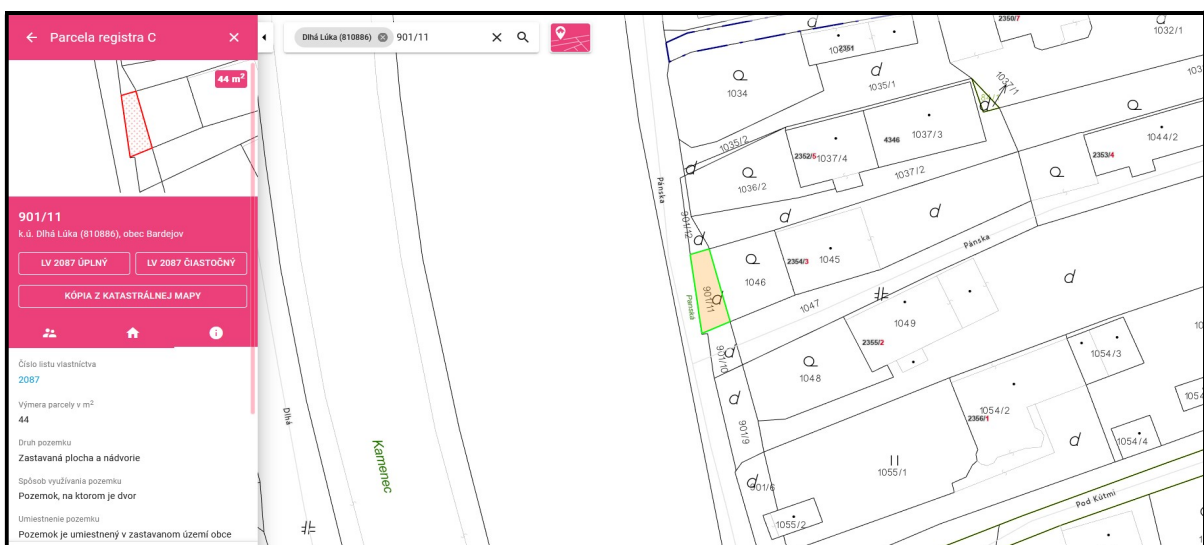 Parcela registra C
44 m²
901/11
k.ú. Dlhá Lúka (810886), obec Bardejov
LV 2087 ÚPLNÝ
LV 2087 ČIASTOČNÝ
KÓPIA Z KATASTRÁLNEJ MAPY
Číslo listu vlastníctva
2087
Výmera parcely v m²
44
Druh pozemku
Zastavaná plocha a nádvorie
Spôsob využívania pozemku
Pozemok, na ktorom je dvor
Umiestnenie pozemku
Pozemok je umiestnený v zastavanom území obce
Dlhá Lúka (810886)
901/11
Dlhá
Kamenec
2350/7
1032/1
2351
1034
1035/1
1037/1
103
1035/2
4346
1037/3
1044/2
2352/5
1037/4
2353/4
1036/2
1037/2
Pánska
901/12
Pánska
2354/3
1045
1046
901/11
Panská
1047
1049
2355/2
901/10
1048
1054/3
1054/2
2356/1
901/9
1054/4
1055/1
901/6
Pod Kútmi
1055/2